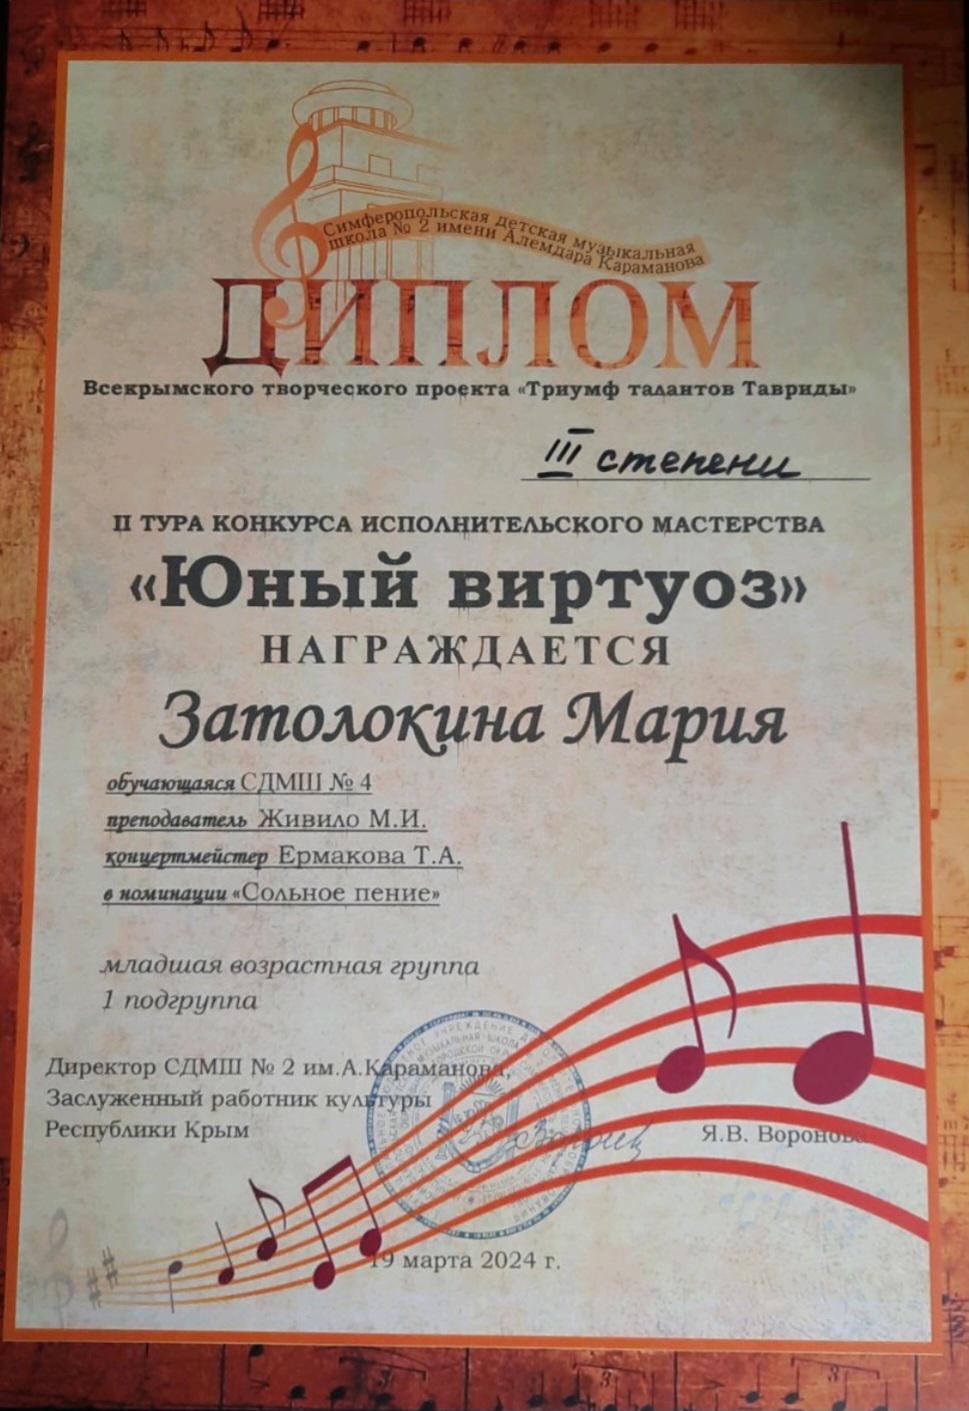 Симферопольская детская музыкальная
школа № 2 имени Алемдара Караманова
ДИПЛОМ
Всекрымского творческого проекта «Триумф талантов Тавриды»
III степени
II ТУРА КОНКУРСА ИСПОЛНИТЕЛЬСКОГО МАСТЕРСТВА
«Юный виртуоз»
НАГРАЖДАЕТСЯ
Затолокина Мария
обучающаяся СДМШ № 4
преподаватель Живило М.И.
концертмейстер Ермакова Т.А.
в номинации «Сольное пение»
младшая возрастная группа
1 подгруппа
Директор СДМШ № 2 им.А.Караманова,
Заслуженный работник культуры
Республики Крым
Я.В. Воронова
19 марта 2024 г.